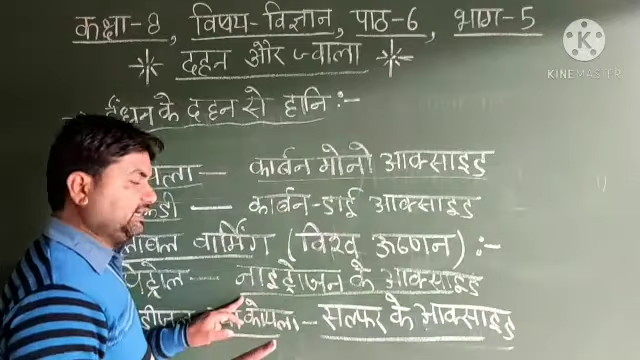 कक्षा-8, विषय-विज्ञान, पाठ-6, भाग-5
दहन और ज्वाला
के दहन से हानि :-
कार्बन मोनो आक्साइड
— कार्बन-डाई आक्साइड
वार्मिंग (विश्व ऊष्णन) :-
पेट्रोल — नाइट्रोजन के आक्साइड
कोयला — सल्फर के आक्साइड
KINEMASTER